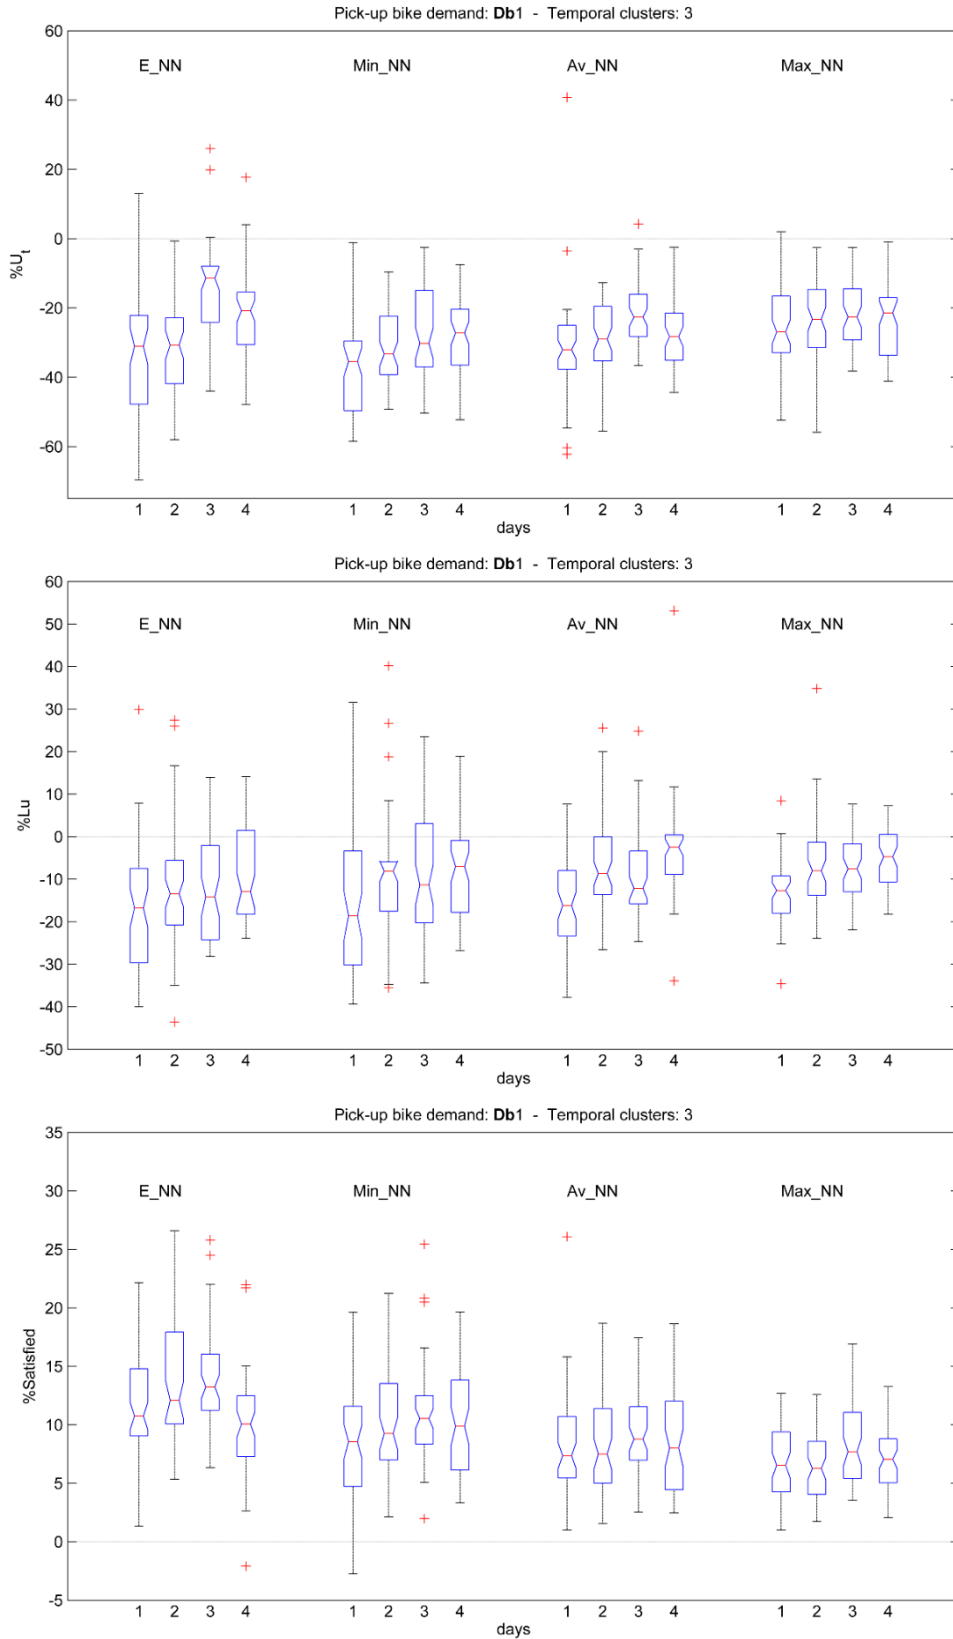 Pick-up bike demand: Db1 - Temporal clusters: 3
60
E_NN Min_NN Av_NN Max_NN
40
20
0
%Ut
-20
-40
-60
1 2 3 4 1 2 3 4 1 2 3 4 1 2 3 4
days
Pick-up bike demand: Db1 - Temporal clusters: 3
60
50
E_NN Min_NN Av_NN Max_NN
40
30
20
10
%Lu
0
-10
-20
-30
-40
-50
1 2 3 4 1 2 3 4 1 2 3 4 1 2 3 4
days
Pick-up bike demand: Db1 - Temporal clusters: 3
35
30
E_NN Min_NN Av_NN Max_NN
25
20
15
%Satisfied
10
5
0
-5
1 2 3 4 1 2 3 4 1 2 3 4 1 2 3 4
days